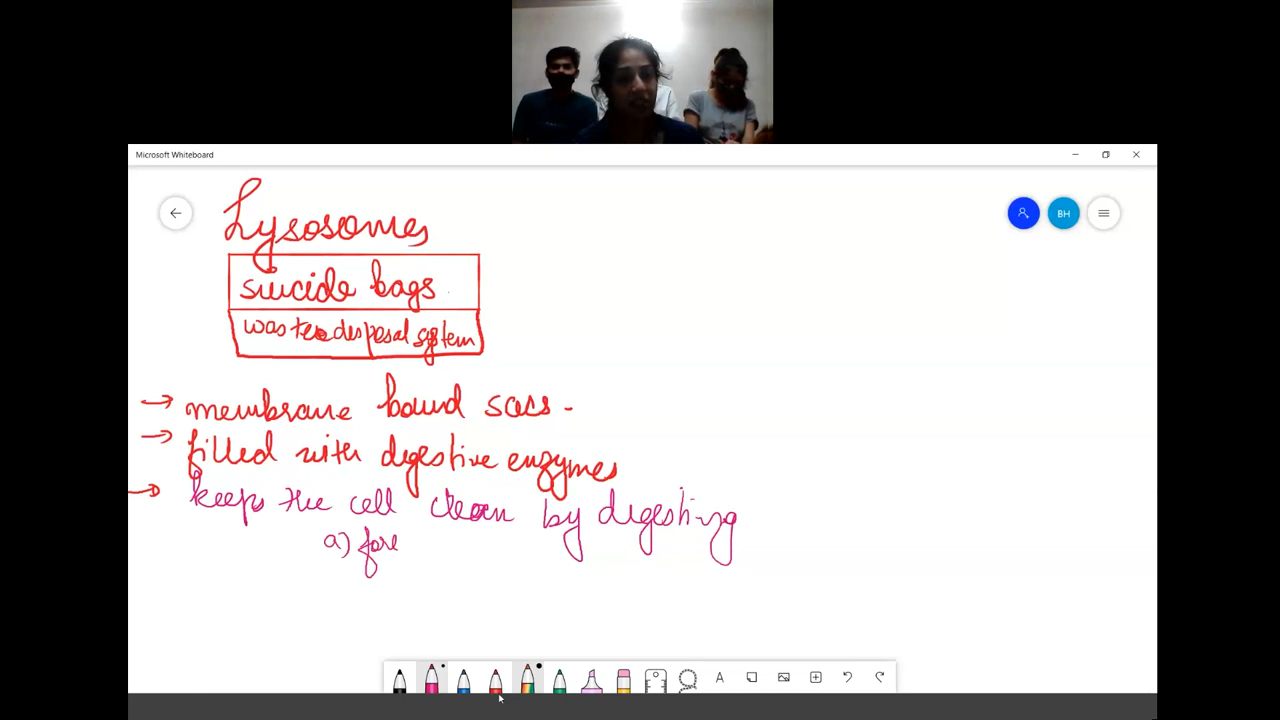 Microsoft Whiteboard
BH
Lysosomes
suicide bags
waste disposal system
→ membrane bound sacs.
→ filled with digestive enzymes
→ keeps the cell clean by digesting
a) fore
A